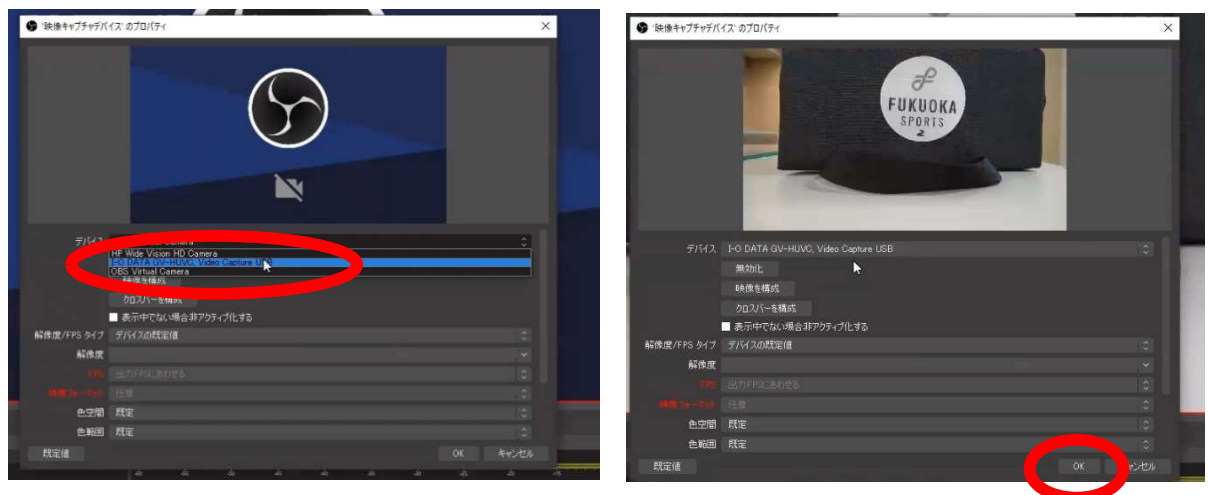 '映像キャプチャデバイス' のプロパティ
デバイス
HP Wide Vision HD Camera
I-O DATA GV-HUVC, Video Capture USB
OBS Virtual Camera
映像を構成
クロスバーを構成
表示中でない場合非アクティブ化する
解像度/FPS タイプ デバイスの既定値
解像度
FPS 出力FPSにあわせる
映像フォーマット 任意
色空間 既定
色範囲 既定
既定値 OK キャンセル
'映像キャプチャデバイス' のプロパティ
FUKUOKA
SPORTS
デバイス I-O DATA GV-HUVC, Video Capture USB
無効化
映像を構成
クロスバーを構成
表示中でない場合非アクティブ化する
解像度/FPS タイプ デバイスの既定値
解像度
FPS 出力FPSにあわせる
映像フォーマット 任意
色空間 既定
色範囲 既定
既定値 OK キャンセル